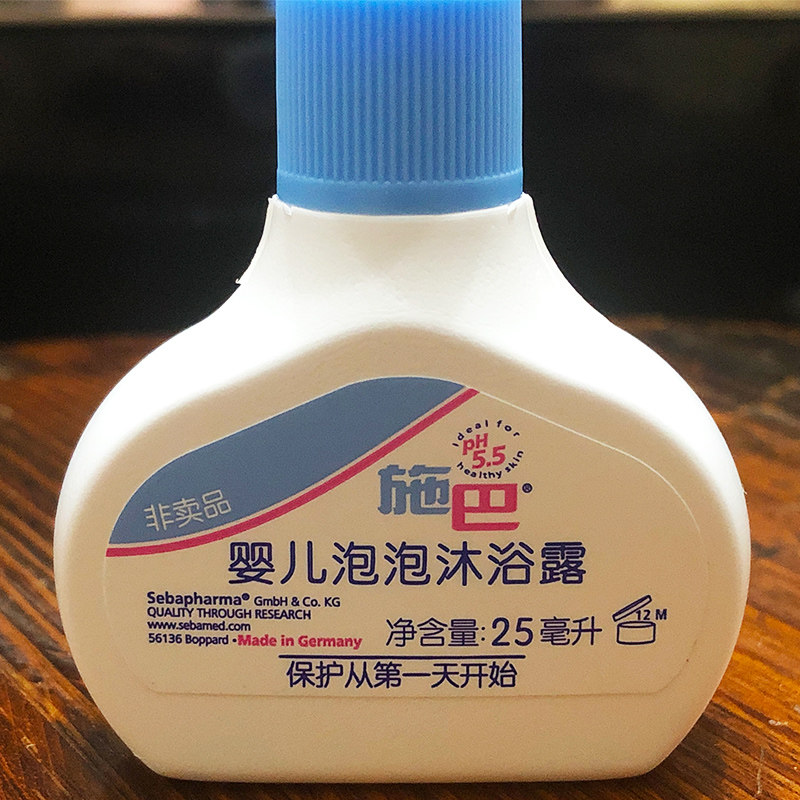 ideal for
pH
5.5
healthy skin
施巴®
非卖品
婴儿泡泡沐浴露
Sebapharma® GmbH & Co. KG
QUALITY THROUGH RESEARCH
www.sebamed.com
56136 Boppard •Made in Germany
净含量:25毫升
12 M
保护从第一天开始